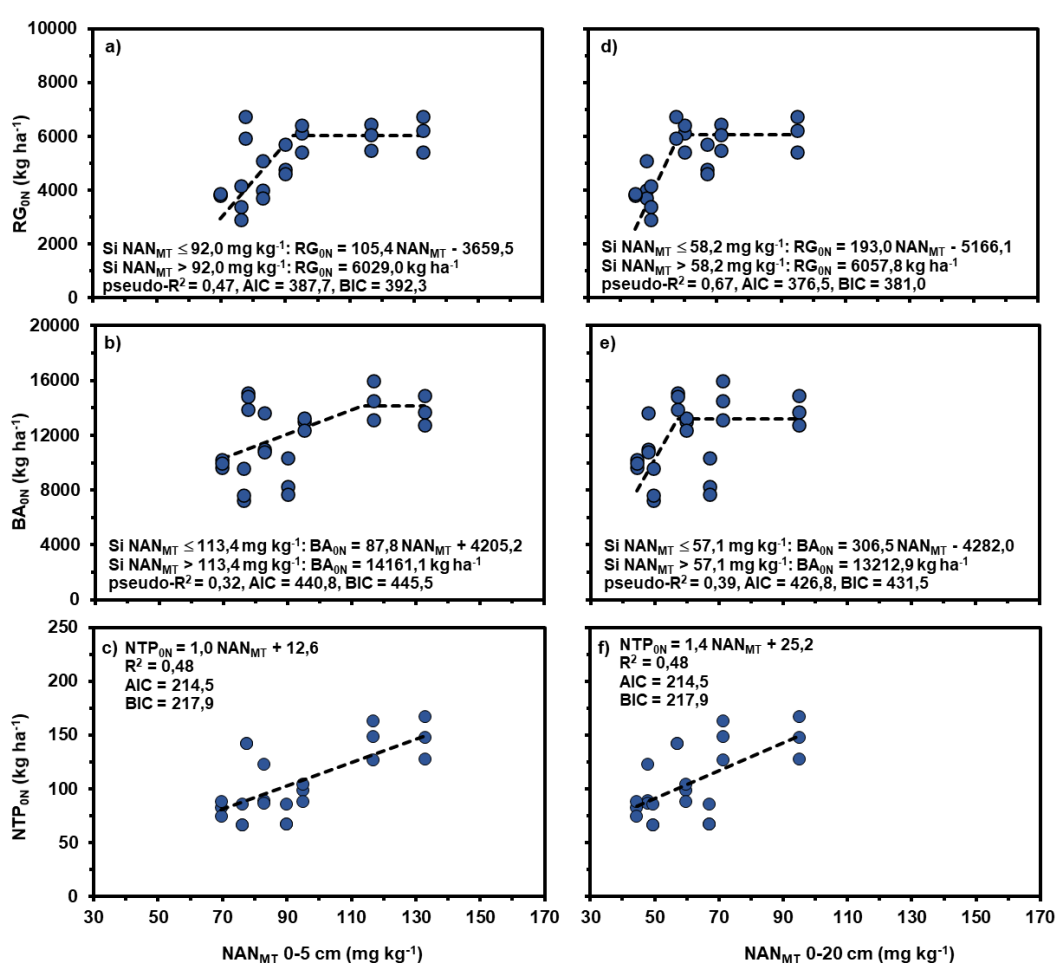 a)
10000
8000
6000
4000
2000
0
RG0N (kg ha-1)
Si NANMT ≤ 92,0 mg kg-1: RG0N = 105,4 NANMT - 3659,5
Si NANMT > 92,0 mg kg-1: RG0N = 6029,0 kg ha-1
pseudo-R2 = 0,47, AIC = 387,7, BIC = 392,3
d)
Si NANMT ≤ 58,2 mg kg-1: RG0N = 193,0 NANMT - 5166,1
Si NANMT > 58,2 mg kg-1: RG0N = 6057,8 kg ha-1
pseudo-R2 = 0,67, AIC = 376,5, BIC = 381,0
b)
20000
16000
12000
8000
4000
0
BA0N (kg ha-1)
Si NANMT ≤ 113,4 mg kg-1: BA0N = 87,8 NANMT + 4205,2
Si NANMT > 113,4 mg kg-1: BA0N = 14161,1 kg ha-1
pseudo-R2 = 0,32, AIC = 440,8, BIC = 445,5
e)
Si NANMT ≤ 57,1 mg kg-1: BA0N = 306,5 NANMT - 4282,0
Si NANMT > 57,1 mg kg-1: BA0N = 13212,9 kg ha-1
pseudo-R2 = 0,39, AIC = 426,8, BIC = 431,5
250
200
150
100
50
0
NTP0N (kg ha-1)
c) NTP0N = 1,0 NANMT + 12,6
R2 = 0,48
AIC = 214,5
BIC = 217,9
f) NTP0N = 1,4 NANMT + 25,2
R2 = 0,48
AIC = 214,5
BIC = 217,9
30 50 70 90 110 130 150 170
NANMT 0-5 cm (mg kg-1)
30 50 70 90 110 130 150 170
NANMT 0-20 cm (mg kg-1)